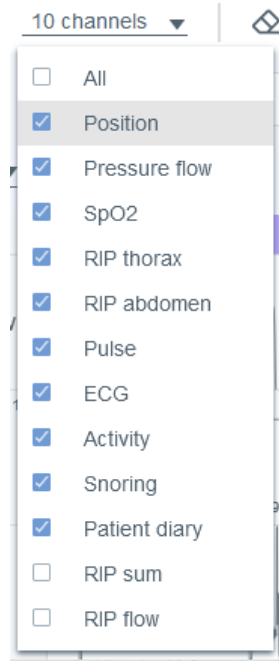 10 channels
All
Position
Pressure flow
SpO2
RIP thorax
RIP abdomen
Pulse
ECG
Activity
Snoring
Patient diary
RIP sum
RIP flow